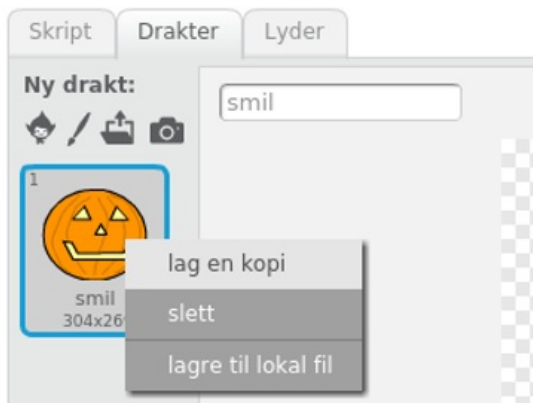 Skript Drakter Lyder
Ny drakt:
smil
1
smil
lag en kopi
slett
lagre til lokal fil